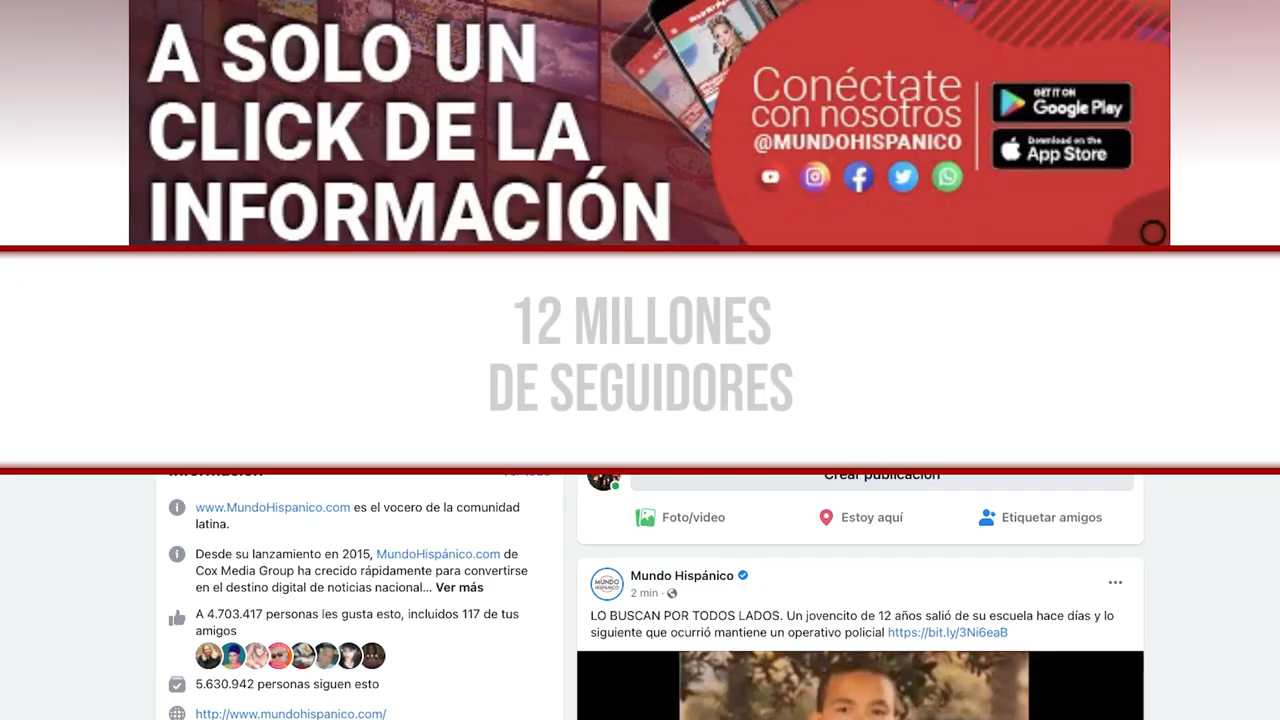 A SOLO UN
CLICK DE LA
INFORMACIÓN
Conéctate
con nosotros
@MUNDOHISPANICO
GET IT ON
Google Play
Download on the
App Store
12 MILLONES
DE SEGUIDORES
www.MundoHispanico.com es el vocero de la comunidad
latina.
Desde su lanzamiento en 2015, MundoHispánico.com de
Cox Media Group ha crecido rápidamente para convertirse
en el destino digital de noticias nacional... Ver más
A 4.703.417 personas les gusta esto, incluidos 117 de tus
amigos
5.630.942 personas siguen esto
http://www.mundohispanico.com/
Crear publicación
Foto/video
Estoy aquí
Etiquetar amigos
MUNDO
HISPÁNICO
Mundo Hispánico
2 min ·
LO BUSCAN POR TODOS LADOS. Un jovencito de 12 años salió de su escuela hace días y lo
siguiente que ocurrió mantiene un operativo policial https://bit.ly/3Ni6eaB